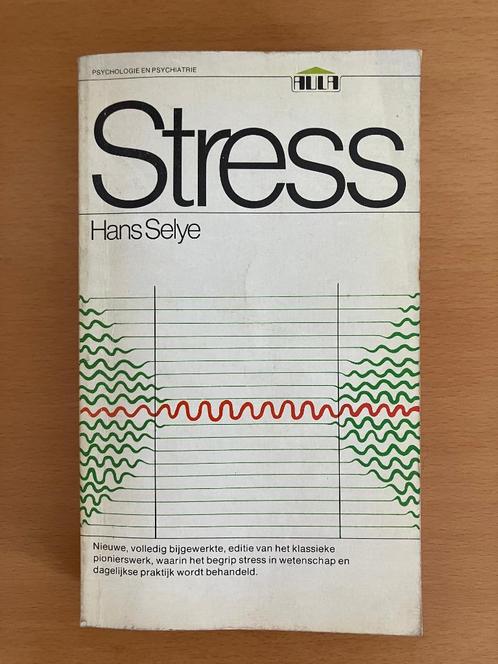 PSYCHOLOGIE EN PSYCHIATRIE
AULA
Stress
Hans Selye
Nieuwe, volledig bijgewerkte, editie van het klassieke
pionierswerk, waarin het begrip stress in wetenschap en
dagelijkse praktijk wordt behandeld.